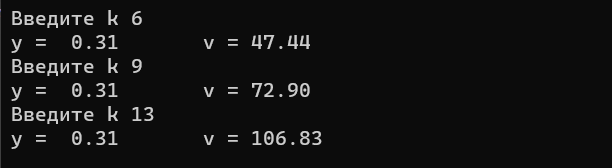 Введите k 6
y =  0.31       v = 47.44
Введите k 9
y =  0.31       v = 72.90
Введите k 13
y =  0.31       v = 106.83